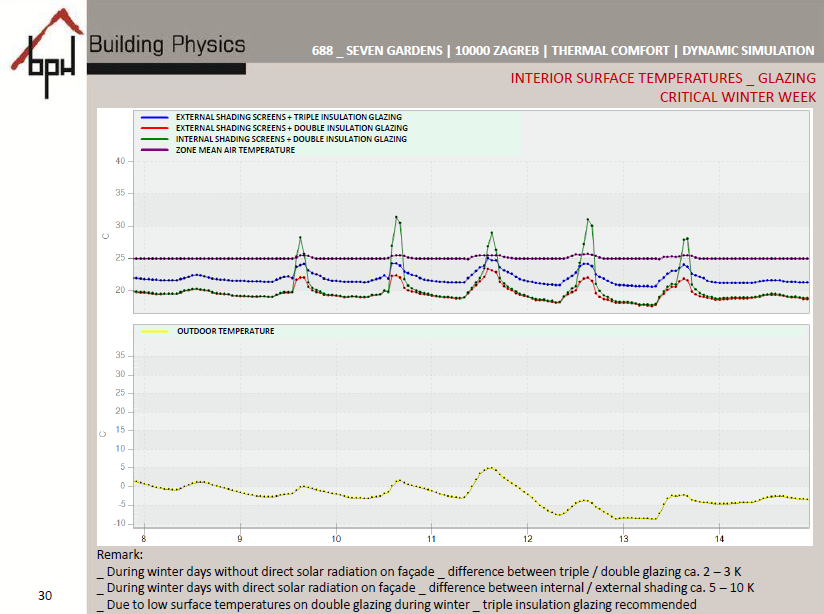 bpH
Building Physics
688 _ SEVEN GARDENS | 10000 ZAGREB | THERMAL COMFORT | DYNAMIC SIMULATION
INTERIOR SURFACE TEMPERATURES _ GLAZING
CRITICAL WINTER WEEK
EXTERNAL SHADING SCREENS + TRIPLE INSULATION GLAZING
EXTERNAL SHADING SCREENS + DOUBLE INSULATION GLAZING
INTERNAL SHADING SCREENS + DOUBLE INSULATION GLAZING
ZONE MEAN AIR TEMPERATURE
40
35
30
C
25
20
OUTDOOR TEMPERATURE
35
30
25
20
15
C
10
5
0
-5
-10
8 9 10 11 12 13 14
Remark:
_ During winter days without direct solar radiation on façade _ difference between triple / double glazing ca. 2 – 3 K
_ During winter days with direct solar radiation on façade _ difference between internal / external shading ca. 5 – 10 K
_ Due to low surface temperatures on double glazing during winter _ triple insulation glazing recommended
30